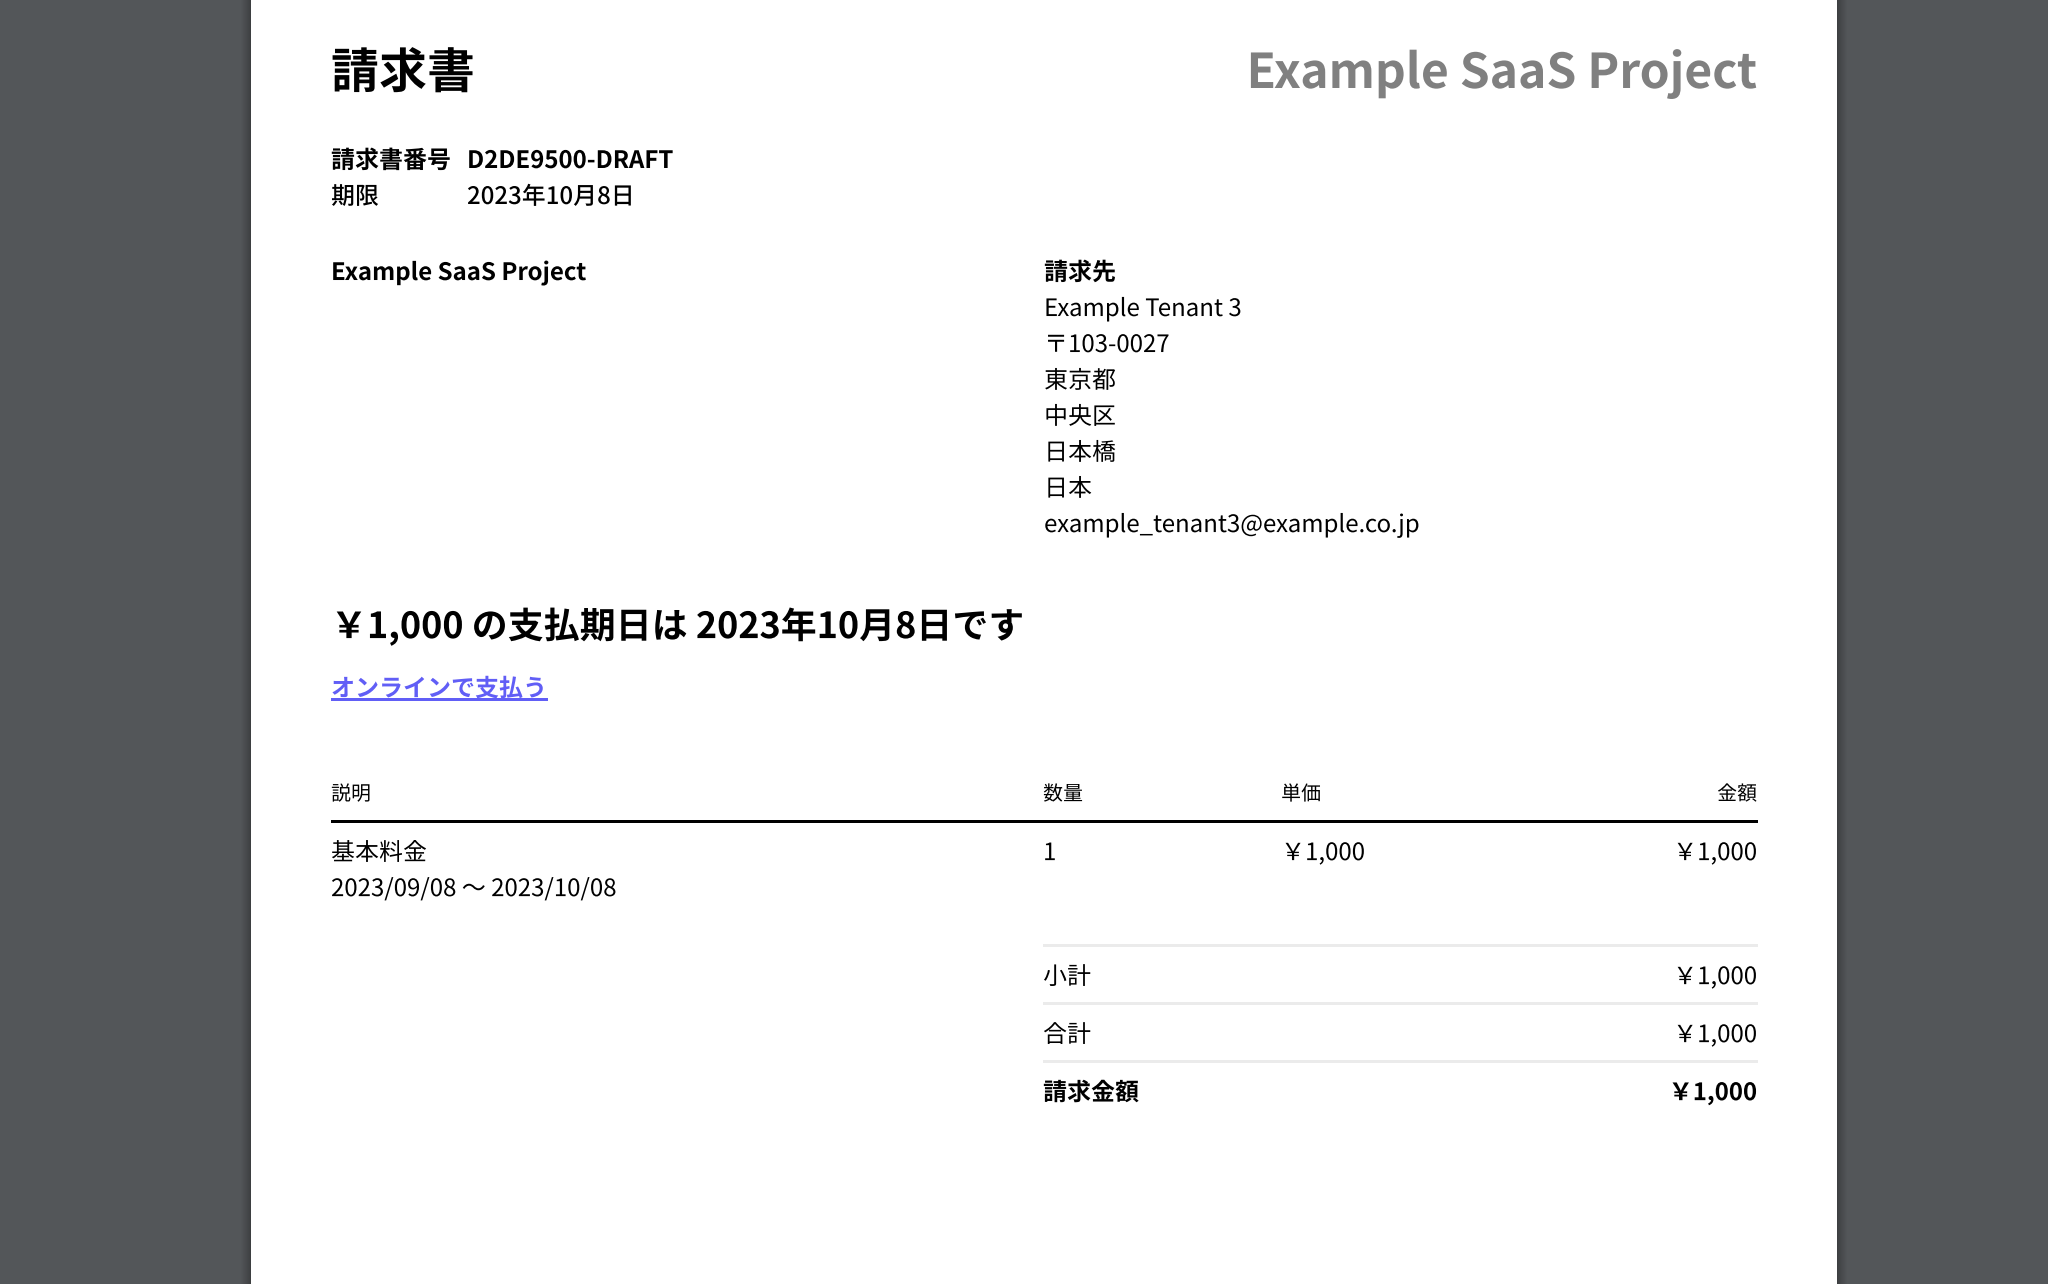 請求書
Example SaaS Project
請求書番号 D2DE9500-DRAFT
期限 2023年10月8日
Example SaaS Project
請求先
Example Tenant 3
〒103-0027
東京都
中央区
日本橋
日本
example_tenant3@example.co.jp
￥1,000 の支払期日は 2023年10月8日です
オンラインで支払う
説明 数量 単価 金額
基本料金 1 ￥1,000 ￥1,000
2023/09/08 〜 2023/10/08
小計 ￥1,000
合計 ￥1,000
請求金額 ￥1,000